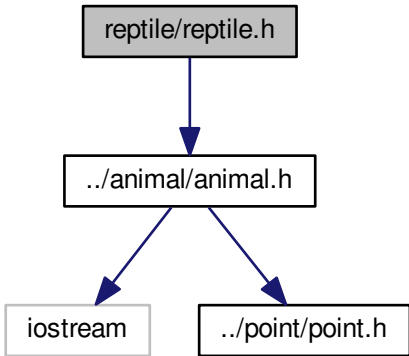 reptile/reptile.h
../animal/animal.h
iostream
../point/point.h